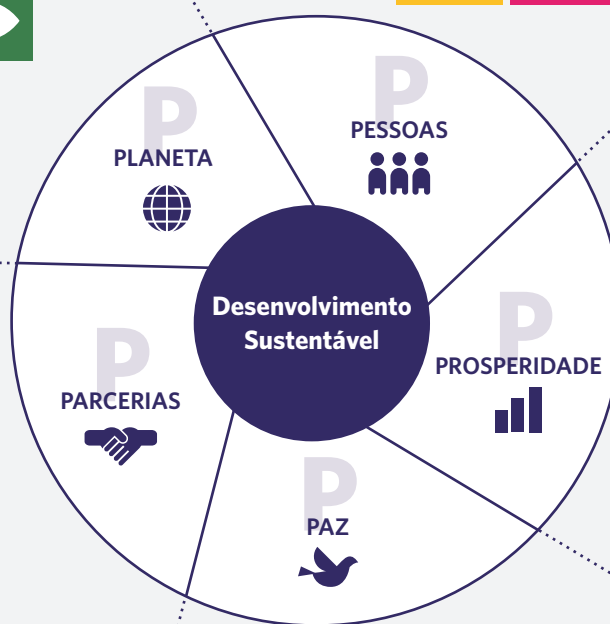 P
PESSOAS
P
PLANETA
Desenvolvimento
Sustentável
P
PROSPERIDADE
P
PARCERIAS
P
PAZ